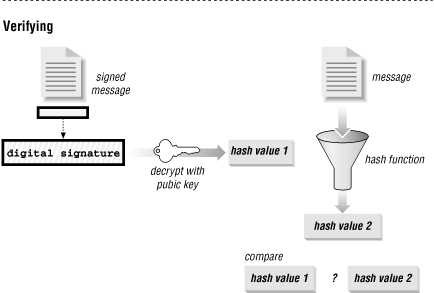 Verifying
signed
message
message
digital signature
decrypt with
pubic key
hash value 1
hash function
hash value 2
compare
hash value 1 ? hash value 2